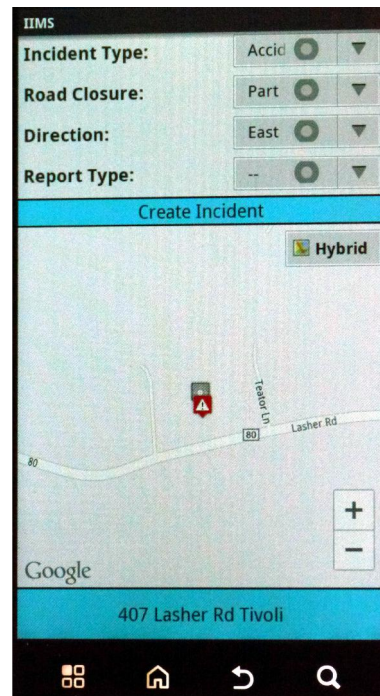 IIMS
Incident Type: Accid
Road Closure: Part
Direction: East
Report Type: --
Create Incident
Hybrid
Teator Ln
80 Lasher Rd
80
+
−
Google
407 Lasher Rd Tivoli